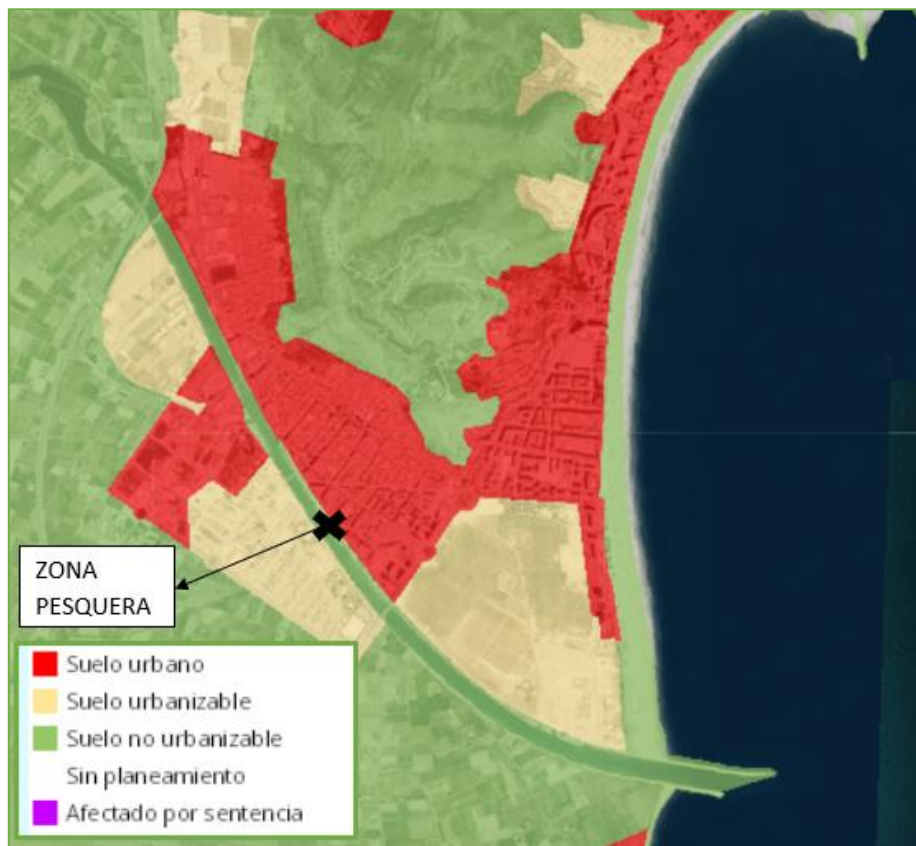 ZONA
PESQUERA
Suelo urbano
Suelo urbanizable
Suelo no urbanizable
Sin planeamiento
Afectado por sentencia